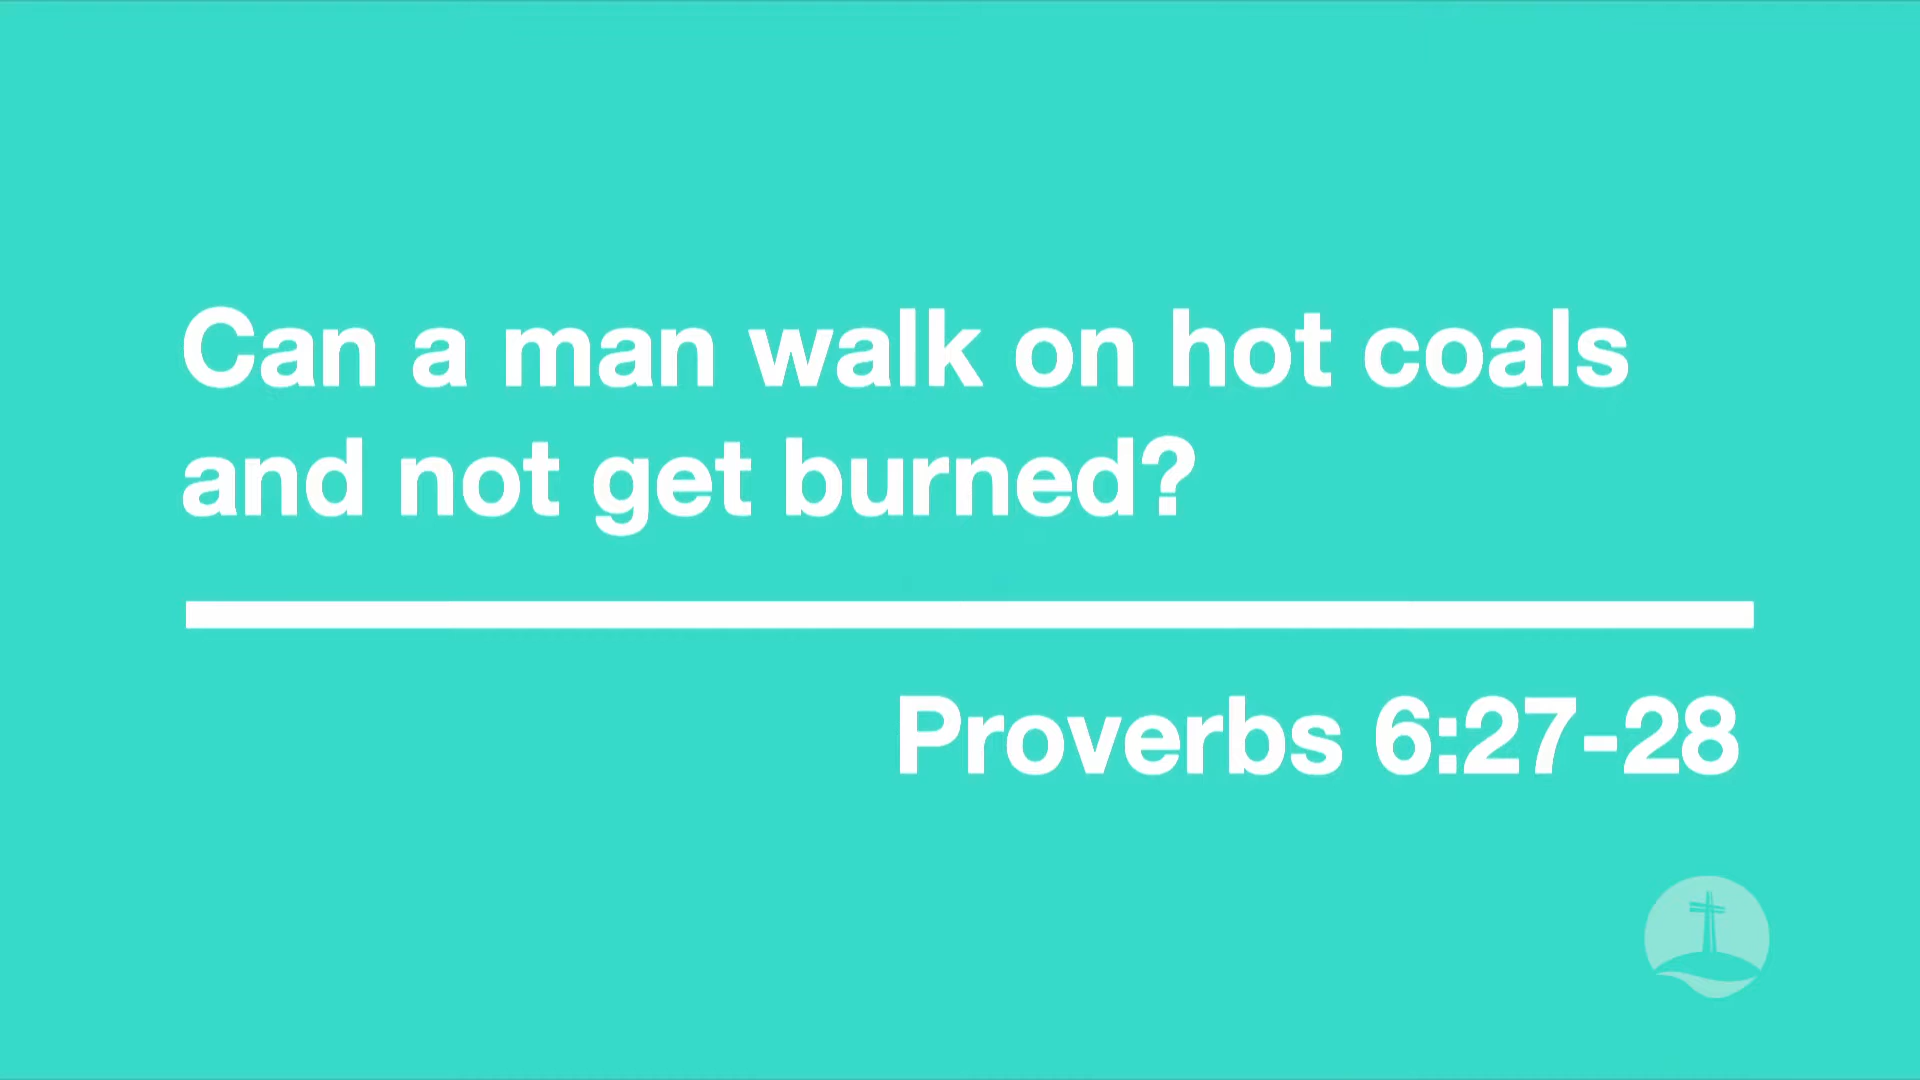 Can a man walk on hot coals
and not get burned?
Proverbs 6:27-28